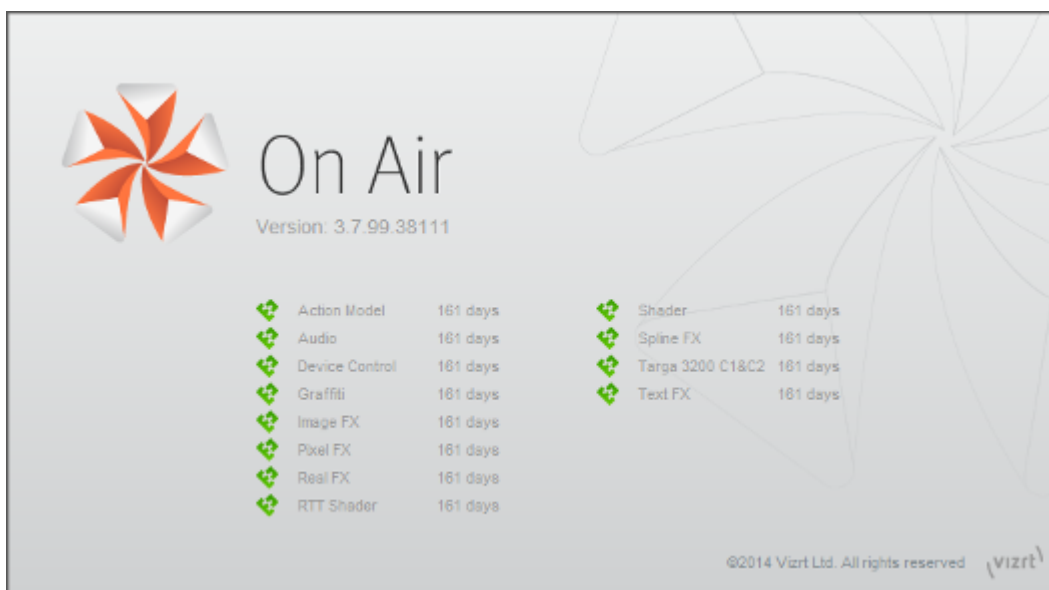 On Air
Version: 3.7.99.38111
Action Model 161 days
Audio 161 days
Device Control 161 days
Graffiti 161 days
Image FX 161 days
Pixel FX 161 days
Real FX 161 days
RTT Shader 161 days
Shader 161 days
Spline FX 161 days
Targa 3200 C1&C2 161 days
Text FX 161 days
©2014 Vizrt Ltd. All rights reserved
vizrt